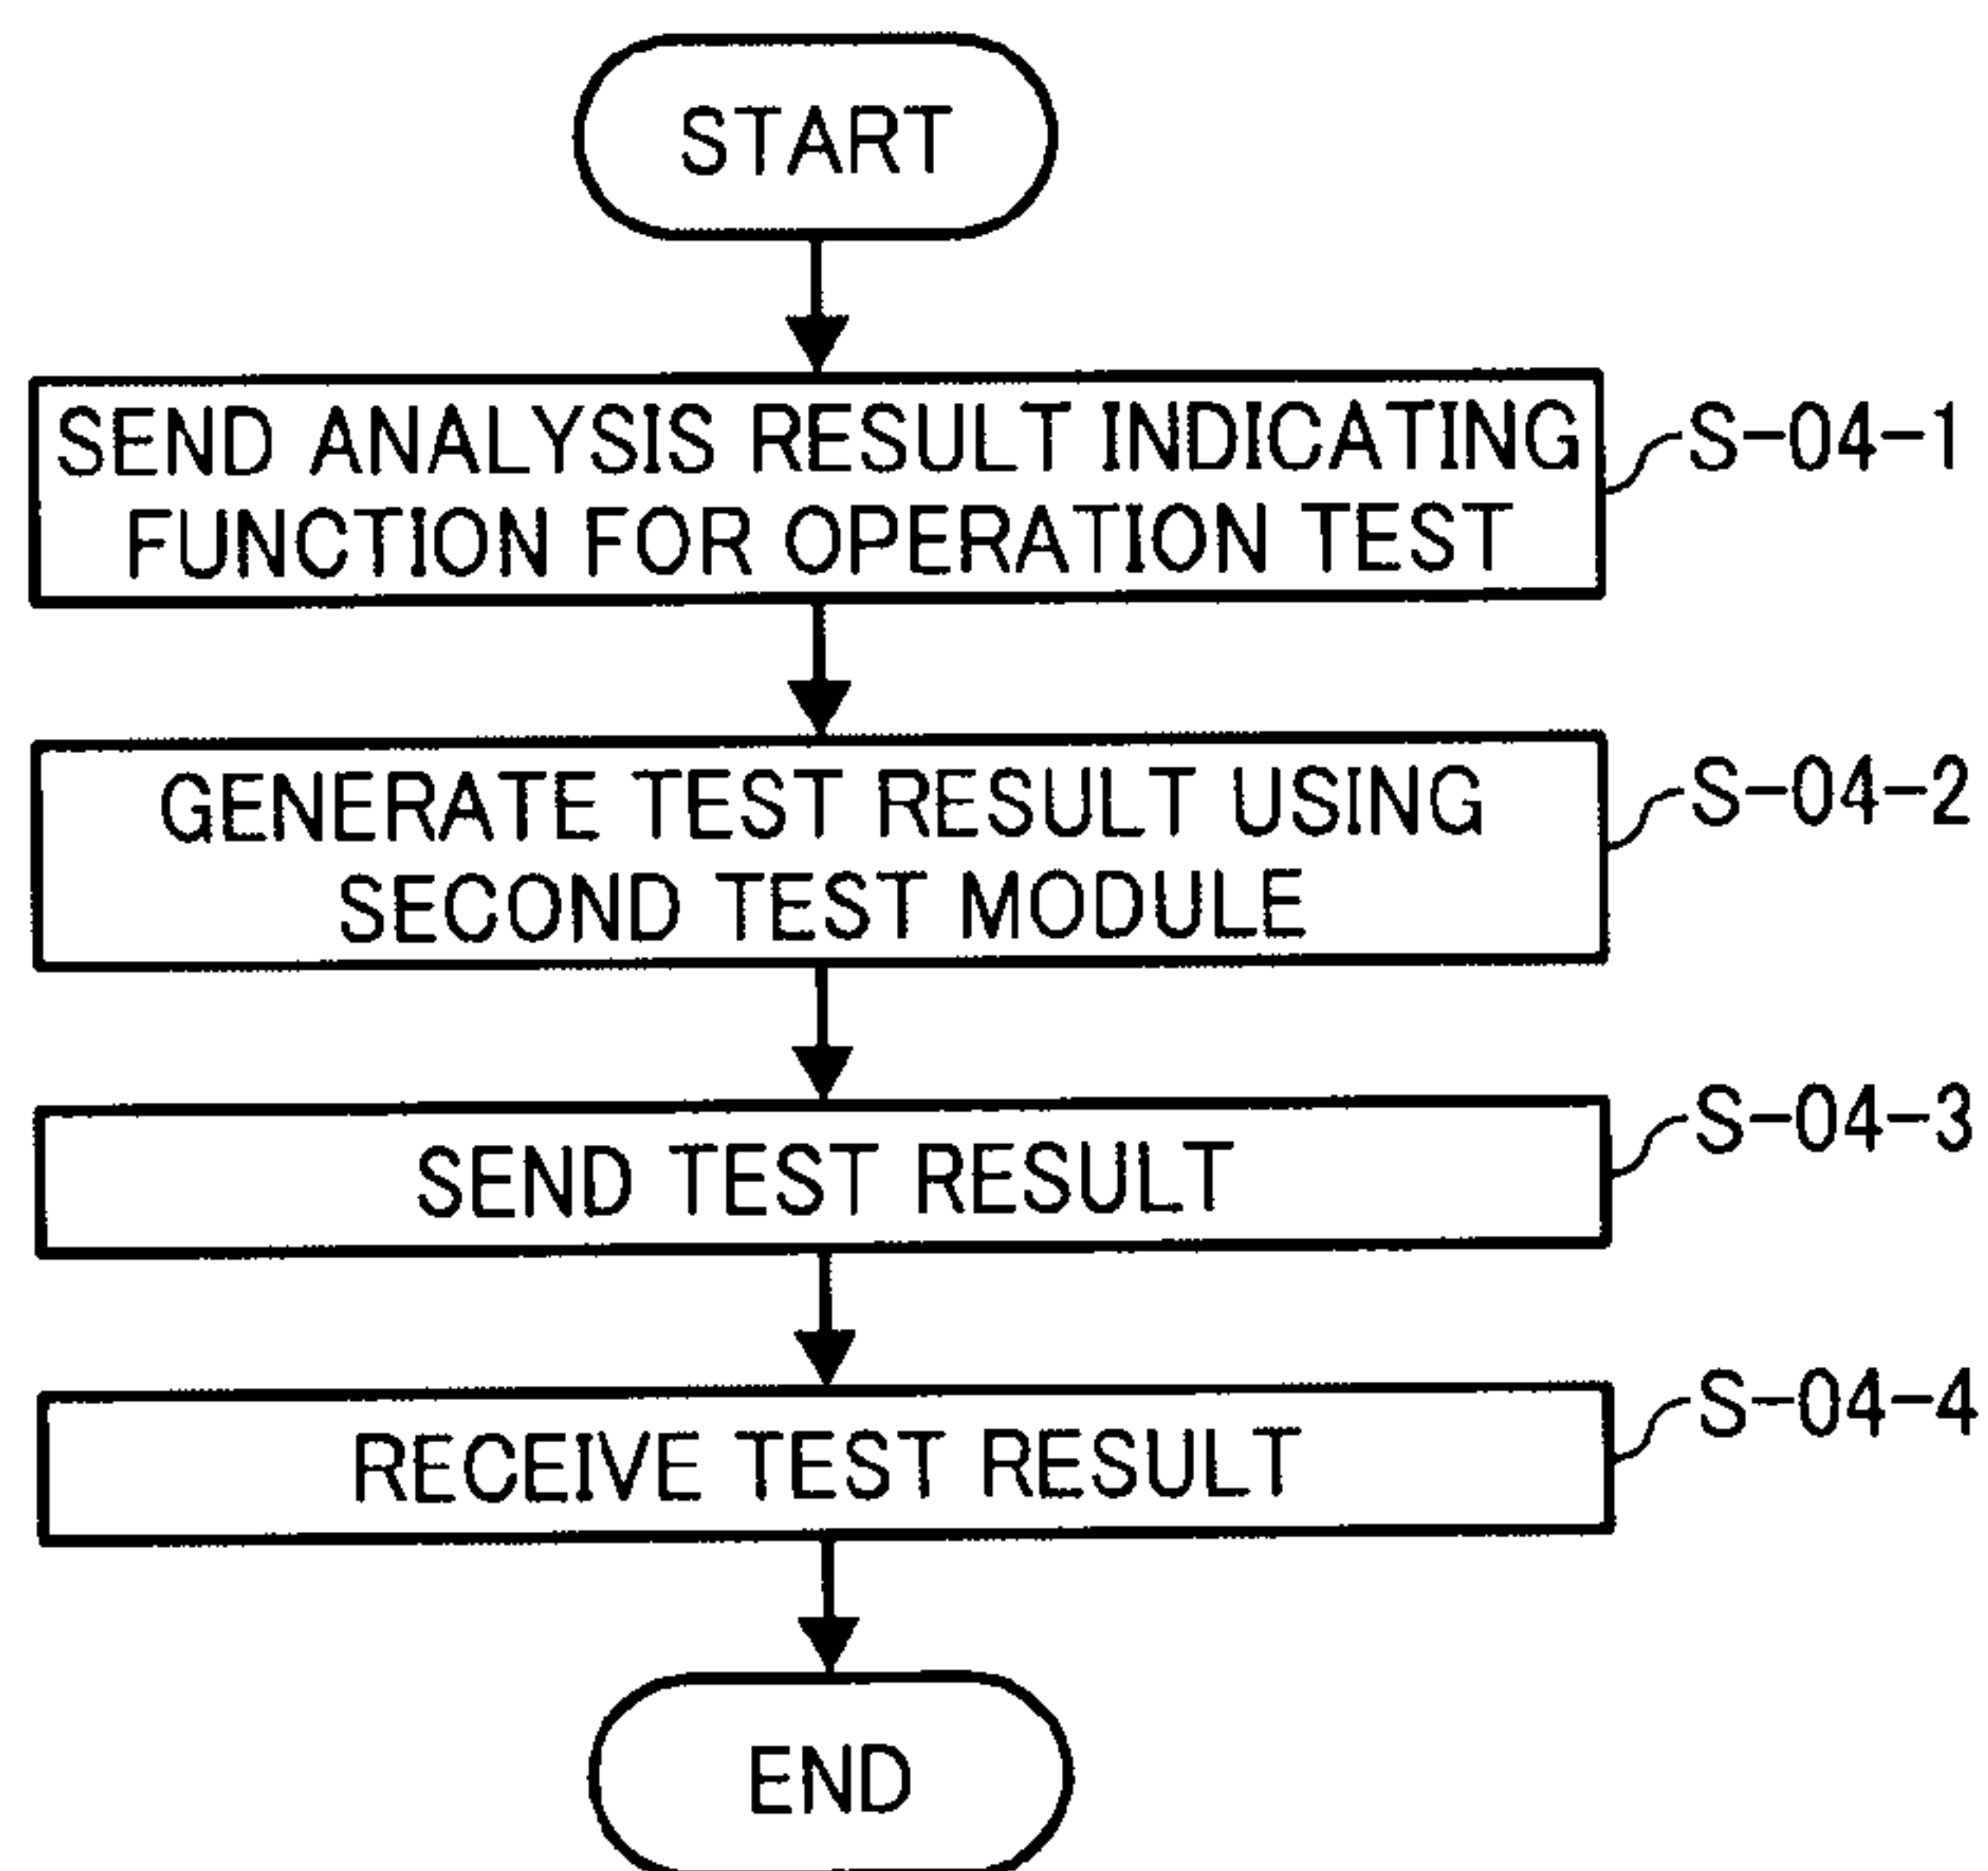 START
SEND ANALYSIS RESULT INDICATING
FUNCTION FOR OPERATION TEST
S-04-1
GENERATE TEST RESULT USING
SECOND TEST MODULE
S-04-2
SEND TEST RESULT
S-04-3
RECEIVE TEST RESULT
S-04-4
END